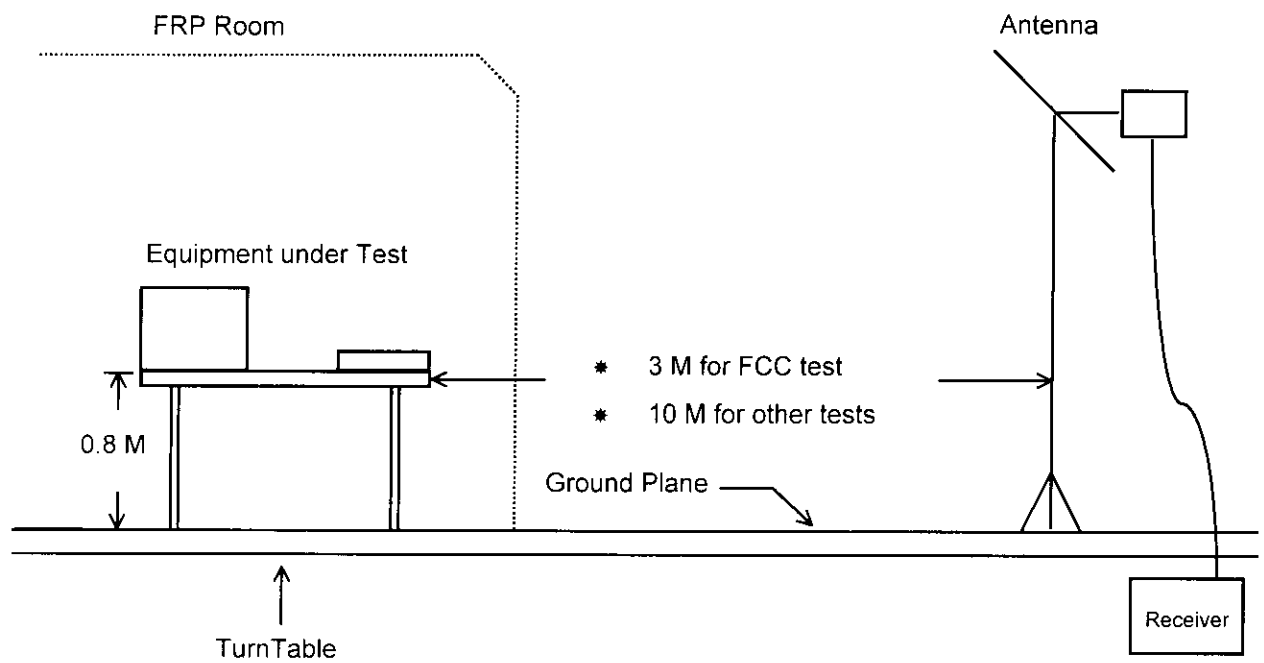 FRP Room
Antenna
Equipment under Test
✷ 3 M for FCC test
✷ 10 M for other tests
0.8 M
Ground Plane
Receiver
TurnTable